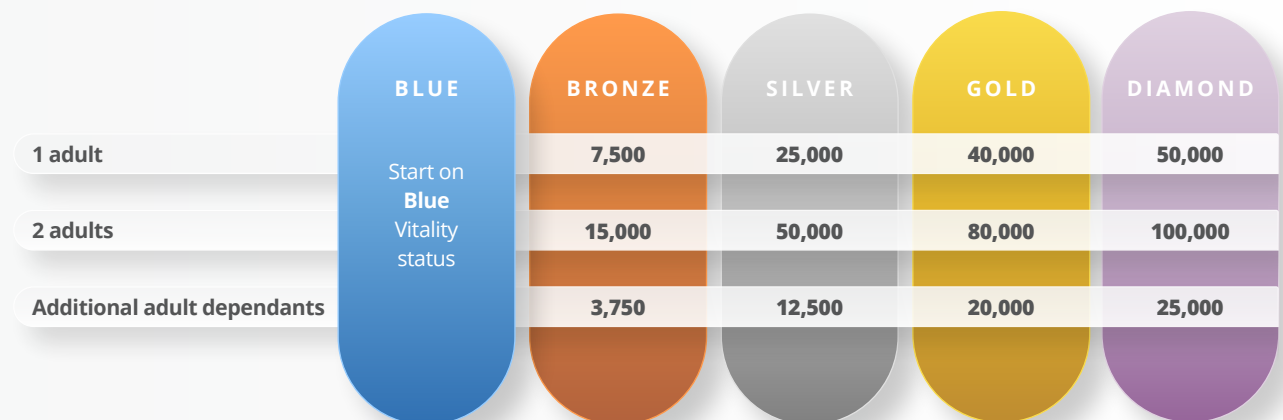 BLUE BRONZE SILVER GOLD DIAMOND
1 adult 7,500 25,000 40,000 50,000
Start on
Blue
Vitality
status
2 adults 15,000 50,000 80,000 100,000
Additional adult dependants 3,750 12,500 20,000 25,000